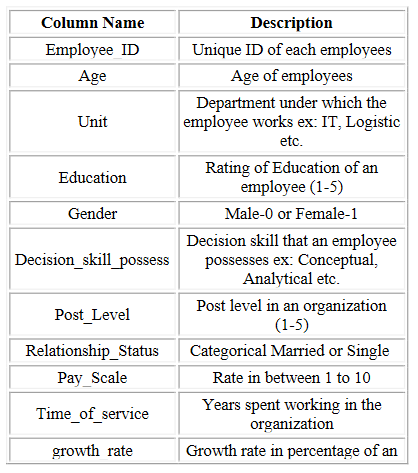 Column Name Description
Employee_ID Unique ID of each employees
Age Age of employees
Unit Department under which the
employee works ex: IT, Logistic
etc.
Education Rating of Education of an
employee (1-5)
Gender Male-0 or Female-1
Decision_skill_possess Decision skill that an employee
possesses ex: Conceptual,
Analytical etc.
Post_Level Post level in an organization
(1-5)
Relationship_Status Categorical Married or Single
Pay_Scale Rate in between 1 to 10
Time_of_service Years spent working in the
organization
growth_rate Growth rate in percentage of an